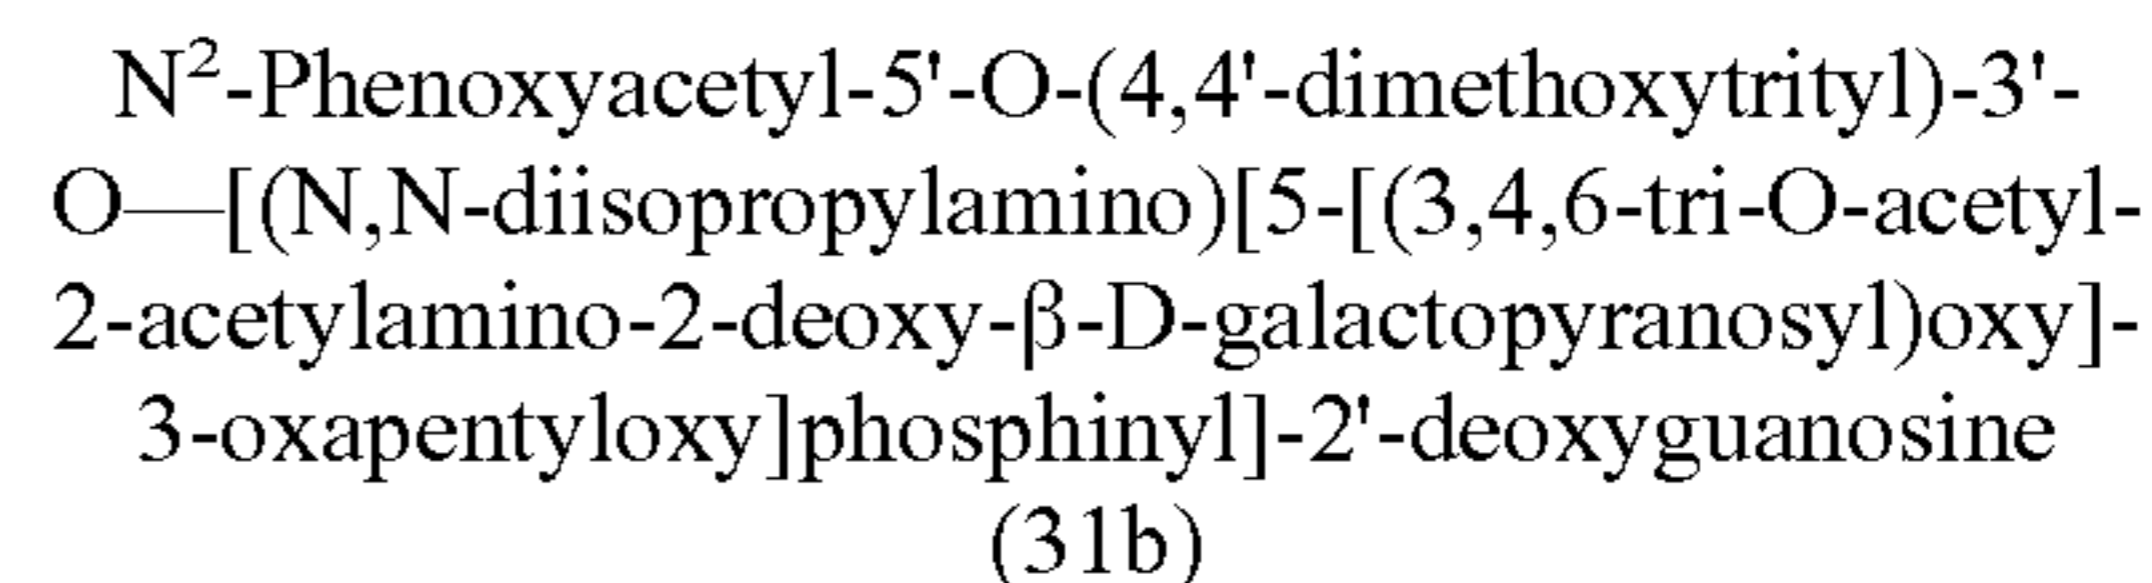 N²-Phenoxyacetyl-5'-O-(4,4'-dimethoxytrityl)-3'-
O—[(N,N-diisopropylamino)[5-[(3,4,6-tri-O-acetyl-
2-acetylamino-2-deoxy-β-D-galactopyranosyl)oxy]-
3-oxapentyloxy]phosphinyl]-2'-deoxyguanosine
(31b)